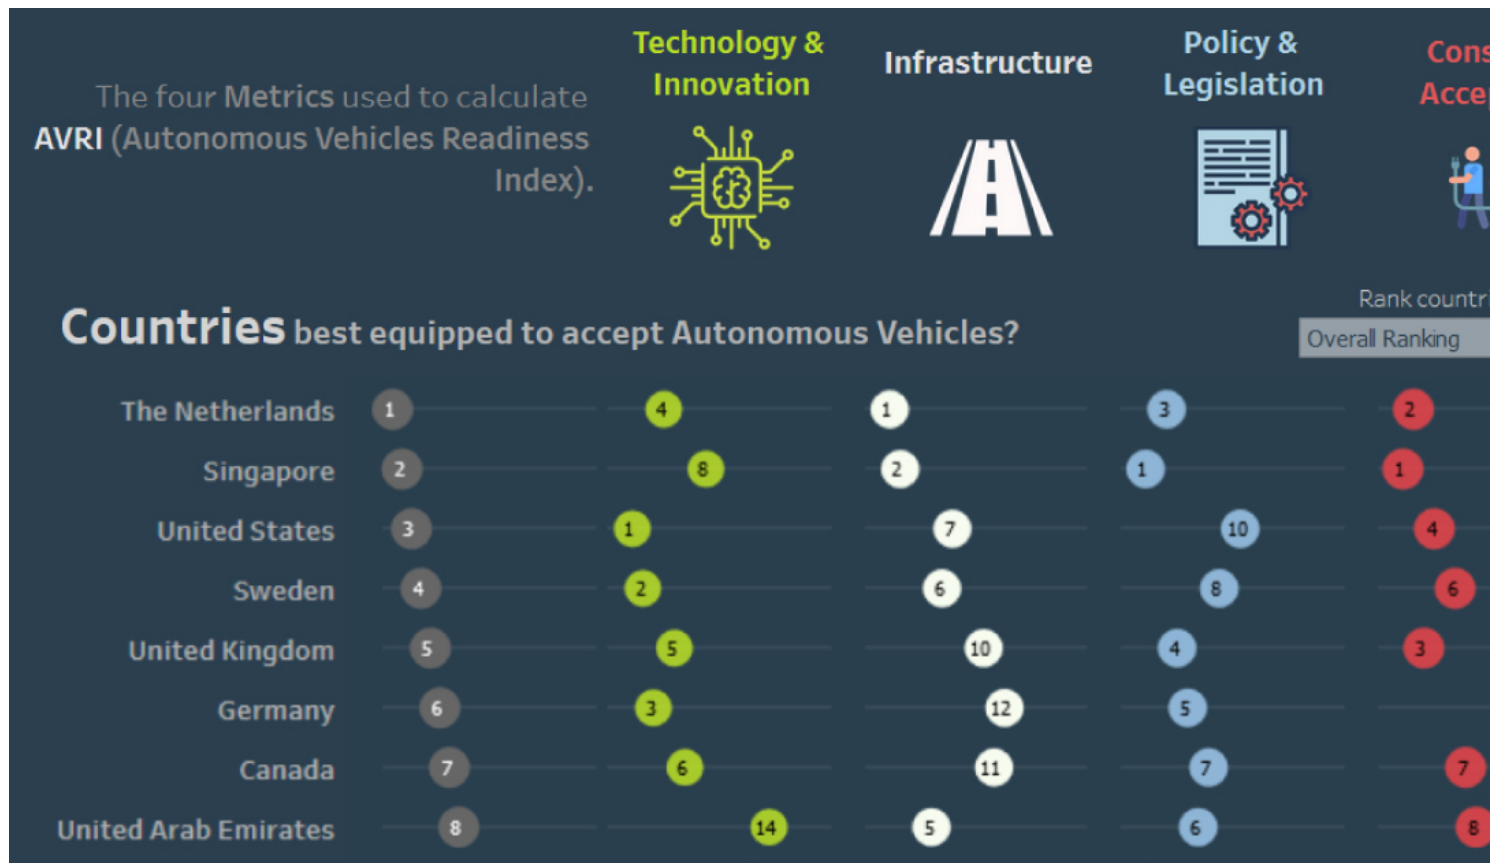 Technology &
Innovation
Infrastructure
Policy &
Legislation
Cons
Acce
The four Metrics used to calculate
AVRI (Autonomous Vehicles Readiness
Index).
Rank countri
Countries best equipped to accept Autonomous Vehicles?
Overall Ranking
The Netherlands 1 4 1 3 2
Singapore 2 8 2 1 1
United States 3 1 7 10 4
Sweden 4 2 6 8 6
United Kingdom 5 5 10 4 3
Germany 6 3 12 5
Canada 7 6 11 7 7
United Arab Emirates 8 14 5 6 8